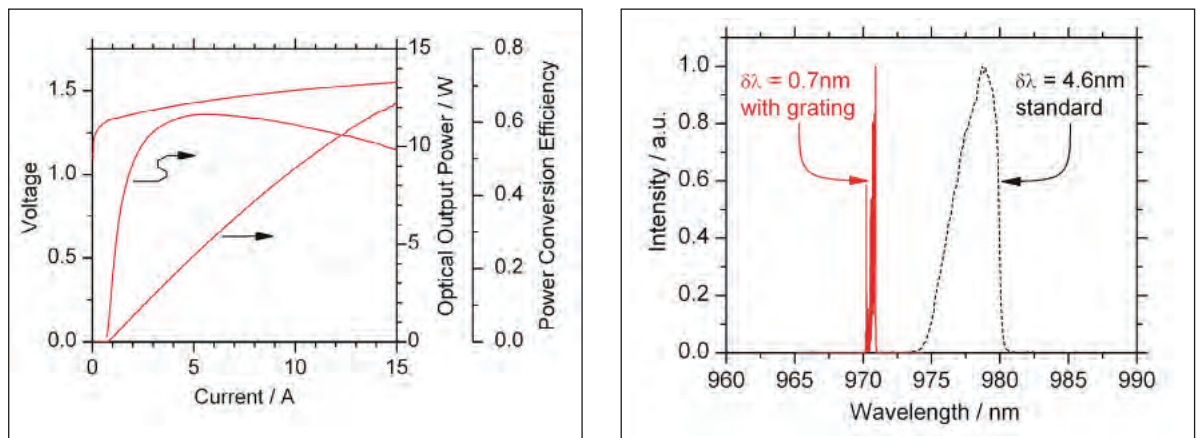 1.5
1.0
0.5
0.0
Voltage
0
5
10
15
Current / A
15
10
5
0
Optical Output Power / W
0.8
0.6
0.4
0.2
0.0
Power Conversion Efficiency
1.0
0.8
0.6
0.4
0.2
0.0
Intensity / a.u.
δλ = 0.7nm
with grating
δλ = 4.6nm
standard
960 965 970 975 980 985 990
Wavelength / nm